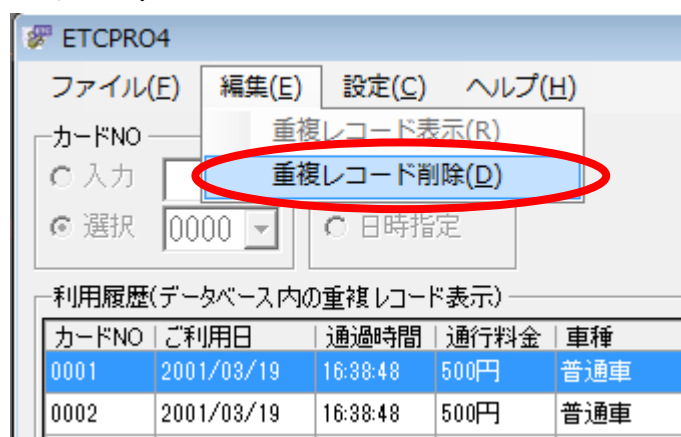 ETCPRO4
ファイル(F) 編集(E) 設定(C) ヘルプ(H)
カードNO
重複レコード表示(R)
入力
重複レコード削除(D)
選択 0000 日時指定
利用履歴(データベース内の重複レコード表示)
カードNO ご利用日 通過時間 通行料金 車種
0001 2001/03/19 16:38:48 500円 普通車
0002 2001/03/19 16:38:48 500円 普通車